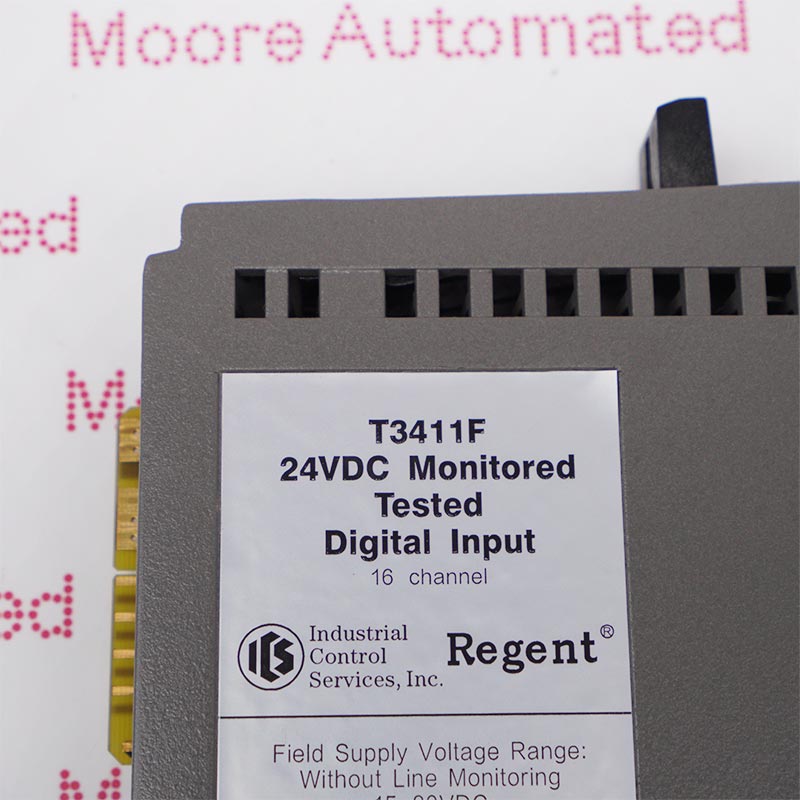 Moore Automated
ed
M
ed
M
T3411F
24VDC Monitored
Tested
Digital Input
16 channel
ICS
Industrial
Control
Services, Inc.
Regent®
Field Supply Voltage Range:
Without Line Monitoring